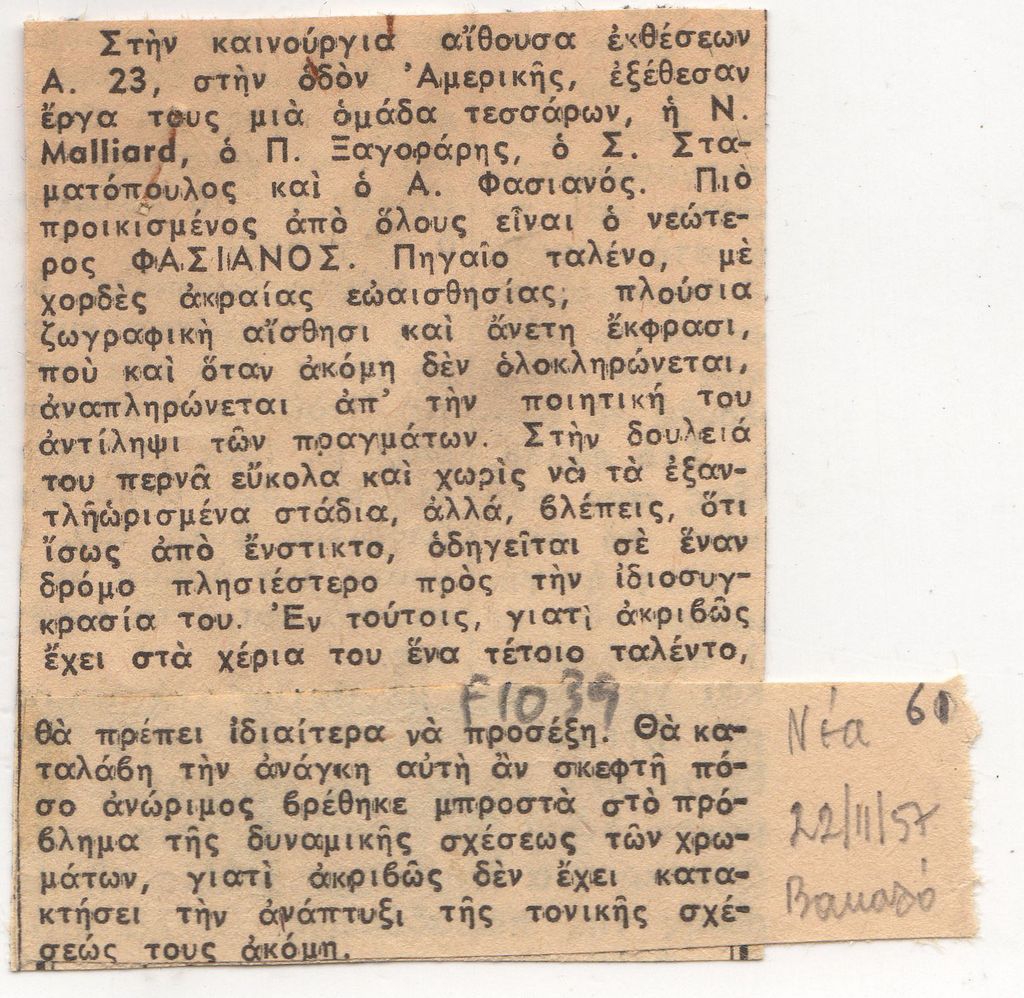 Στὴν καινούργια αἴθουσα ἐκθέσεων
Α. 23, στὴν ὁδὸν Ἀμερικῆς, ἐξέθεσαν
ἔργα τους μιὰ ὁμάδα τεσσάρων, ἡ Ν.
Malliard, ὁ Π. Ξαγοράρης, ὁ Σ. Στα-
ματόπουλος καὶ ὁ Α. Φασιανός. Πιὸ
προικισμένος ἀπὸ ὅλους εἶναι ὁ νεώτε-
ρος ΦΑΣΙΑΝΟΣ. Πηγαῖο ταλένο, μὲ
χορδὲς ἀκραίας εὠαισθησίας, πλούσια
ζωγραφικὴ αἴσθησι καὶ ἄνετη ἔκφρασι,
ποὺ καὶ ὅταν ἀκόμη δὲν ὁλοκληρώνεται,
ἀναπληρώνεται ἀπ' τὴν ποιητική του
ἀντίληψι τῶν πραγμάτων. Στὴν δουλειά
του περνᾶ εὔκολα καὶ χωρὶς νὰ τὰ ἐξαν-
τλῆὡρισμένα στάδια, ἀλλά, βλέπεις, ὅτι
ἴσως ἀπὸ ἔνστικτο, ὁδηγεῖται σὲ ἕναν
δρόμο πλησιέστερο πρὸς τὴν ἰδιοσυγ-
κρασία του. Ἐν τούτοις, γιατὶ ἀκριβῶς
ἔχει στὰ χέρια του ἕνα τέτοιο ταλέντο,
F1039
θὰ πρέπει ἰδιαίτερα νὰ προσέξη. Θὰ κα-
ταλάβη τὴν ἀνάγκη αὐτὴ ἂν σκεφτῆ πό-
σο ἀνώριμος βρέθηκε μπροστὰ στὸ πρό-
βλημα τῆς δυναμικῆς σχέσεως τῶν χρω-
μάτων, γιατὶ ἀκριβῶς δὲν ἔχει κατα-
κτήσει τὴν ἀνάπτυξι τῆς τονικῆς σχέ-
σεώς τους ἀκόμη.
Νέα
22/11/57
Βακαλό